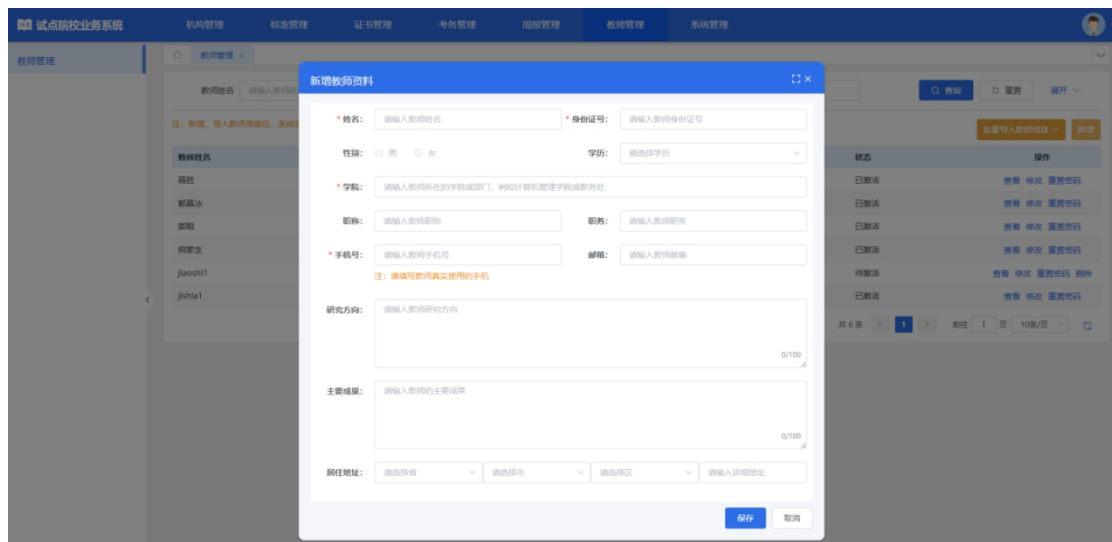 试点院校业务系统 机构管理 标准管理 证书管理 考务管理 周报管理 教师管理 系统管理
教师管理 教师管理 ×
新增教师资料
教师姓名 请输入教师姓 查询 重置 展开
注：新增、导入教师信息后，系统 批量导入教师信息 新增
* 姓名： 请输入教师姓名 * 身份证号： 请输入教师身份证号
性别： 男 女 学历： 请选择学历
* 学院： 请输入教师所在的学院或部门，例如计算机管理学院或教务处
职称： 请输入教师职称 职务： 请输入教师职务
* 手机号： 请输入教师手机号 邮箱： 请输入教师邮箱
注：请填写教师真实使用的手机
研究方向： 请输入教师研究方向
0/100
主要成果： 请输入教师的主要成果
0/100
居住地址： 请选择省 请选择市 请选择区 请输入详细地址
保存 取消
教师姓名 状态 操作
聂胜 已激活 查看 修改 重置密码
已激活 查看 修改 重置密码
已激活 查看 修改 重置密码
何家生 已激活 查看 修改 重置密码
jiaoshi1 待激活 查看 修改 重置密码 删除
jishia1 已激活 查看 修改 重置密码
共 6 条 < 1 > 前往 1 页 10条/页